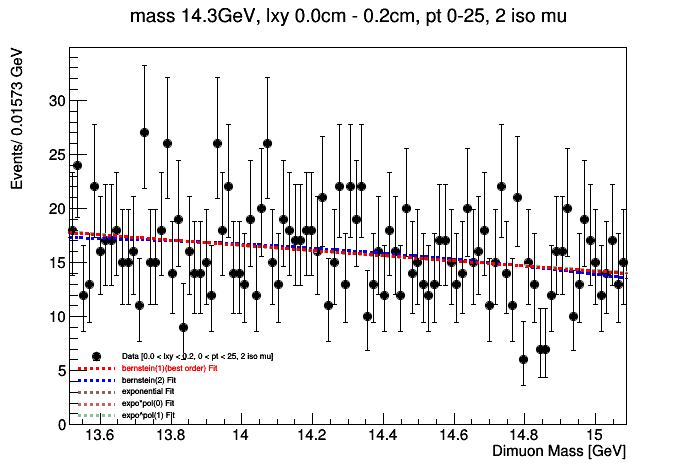 mass 14.3GeV, lxy 0.0cm - 0.2cm, pt 0-25, 2 iso mu
Events/ 0.01573 GeV
30
25
20
15
10
5
0
Data [0.0 < lxy < 0.2, 0 < pt < 25, 2 iso mu]
bernstein(1)(best order) Fit
bernstein(2) Fit
exponential Fit
expo*pol(0) Fit
expo*pol(1) Fit
13.6 13.8 14 14.2 14.4 14.6 14.8 15
Dimuon Mass [GeV]